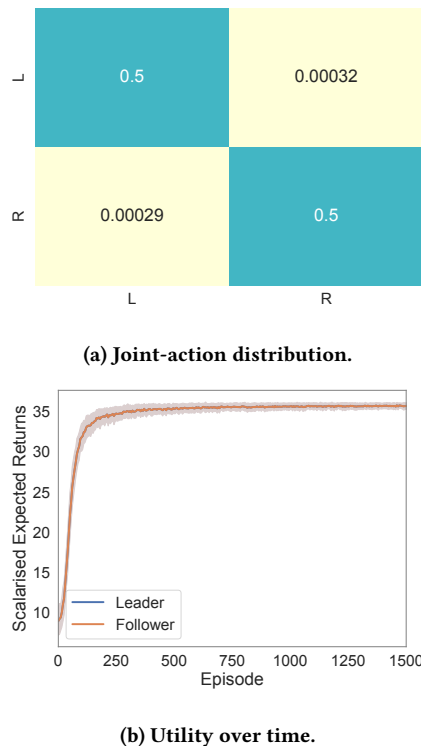 L
0.5
0.00032
R
0.00029
0.5
L
R
(a) Joint-action distribution.
Scalarised Expected Returns
35
30
25
20
15
10
Leader
Follower
0
250
500
750
1000
1250
1500
Episode
(b) Utility over time.